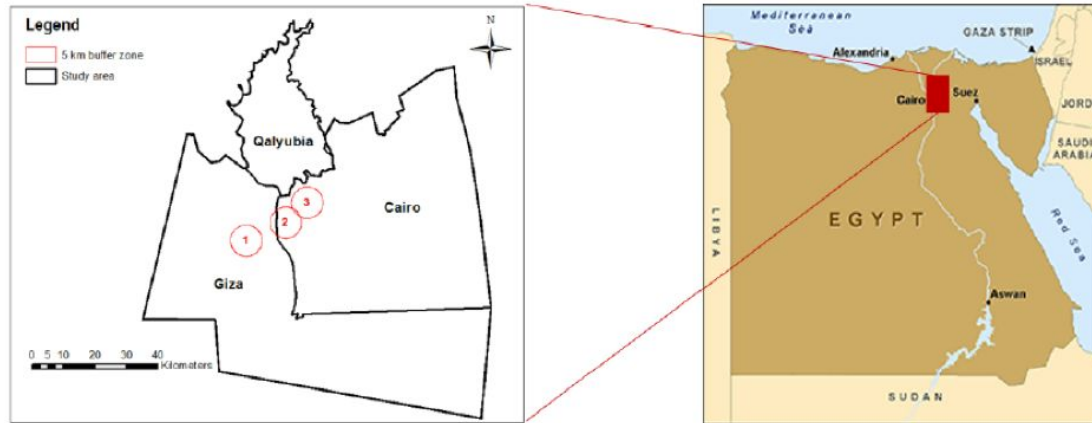 Legend
5 km buffer zone
Study area
N
Qalyubia
Cairo
3
2
1
Giza
0 5 10 20 30 40
Kilometers
Mediterranean
Sea
GAZA STRIP
Alexandria
ISRAEL
Cairo
Suez
JORD
SAUDI
ARABIA
LIBYA
EGYPT
Red Sea
Aswan
SUDAN